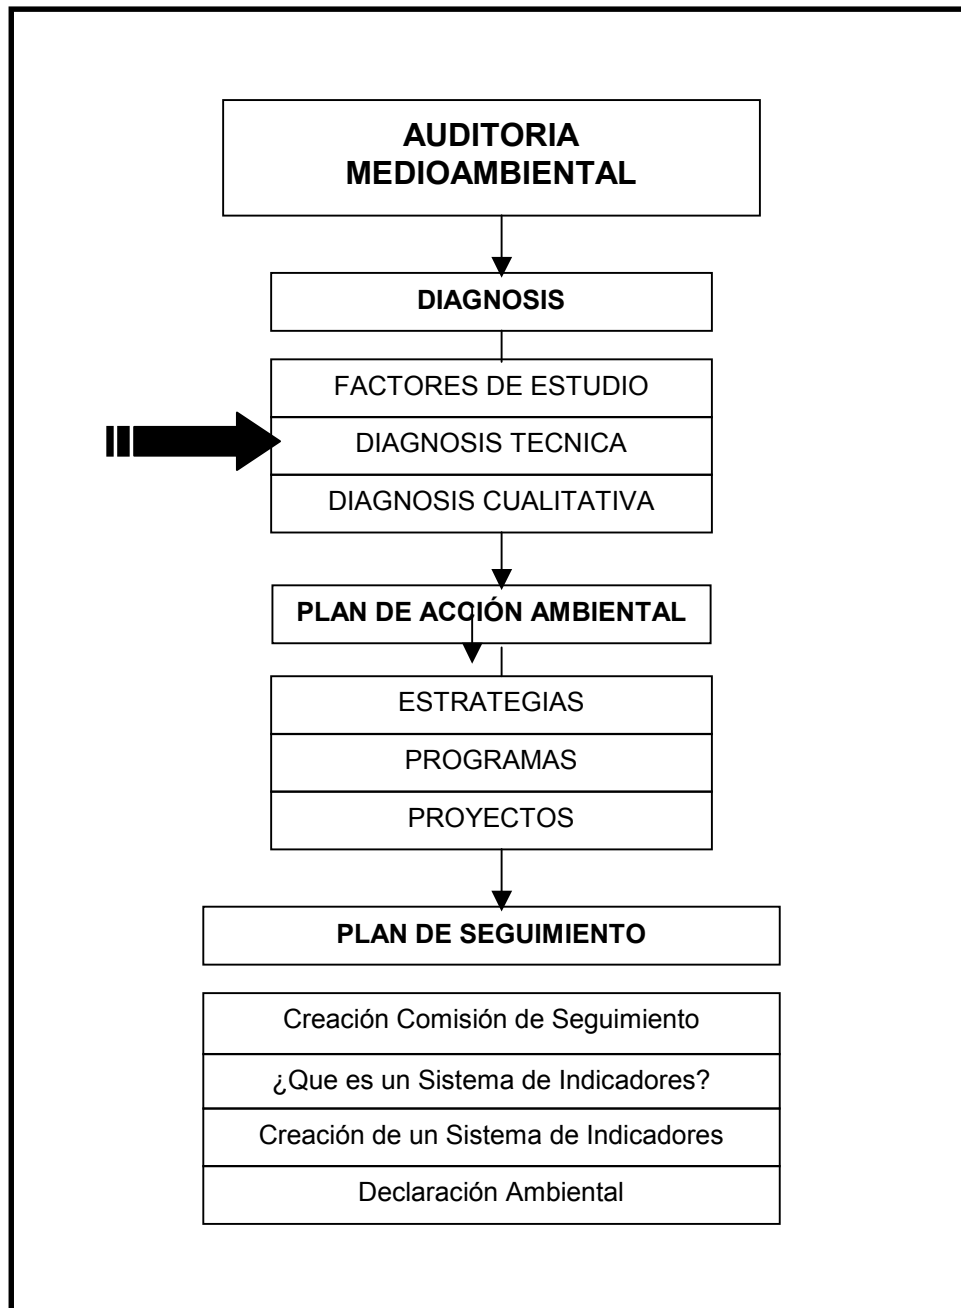 AUDITORIA
MEDIOAMBIENTAL
DIAGNOSIS
FACTORES DE ESTUDIO
DIAGNOSIS TECNICA
DIAGNOSIS CUALITATIVA
PLAN DE ACCIÓN AMBIENTAL
ESTRATEGIAS
PROGRAMAS
PROYECTOS
PLAN DE SEGUIMIENTO
Creación Comisión de Seguimiento
¿Que es un Sistema de Indicadores?
Creación de un Sistema de Indicadores
Declaración Ambiental